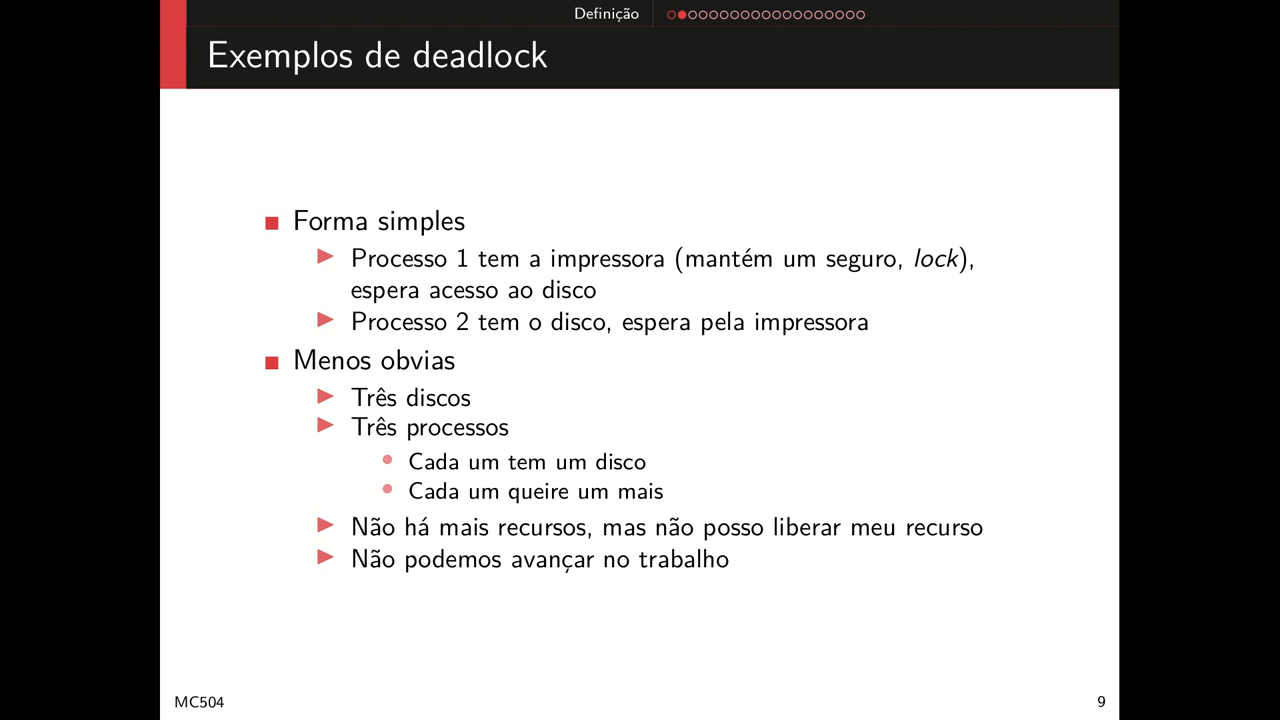 Definição
Exemplos de deadlock
Forma simples
Processo 1 tem a impressora (mantém um seguro, lock),
espera acesso ao disco
Processo 2 tem o disco, espera pela impressora
Menos obvias
Três discos
Três processos
Cada um tem um disco
Cada um queire um mais
Não há mais recursos, mas não posso liberar meu recurso
Não podemos avançar no trabalho
MC504
9